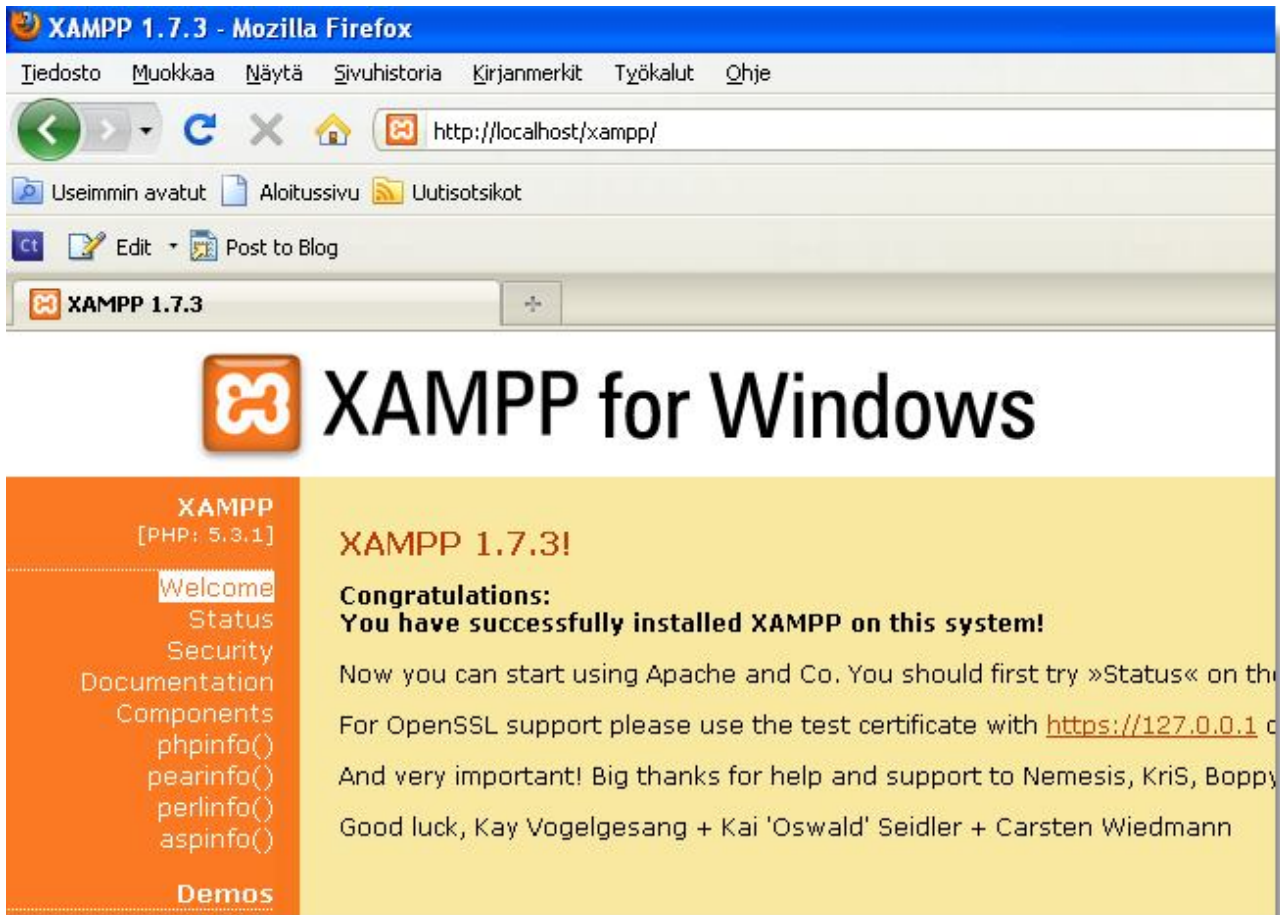 XAMPP 1.7.3 - Mozilla Firefox
Tiedosto Muokkaa Näytä Sivuhistoria Kirjanmerkit Työkalut Ohje
http://localhost/xampp/
Useimmin avatut Aloitussivu Uutisotsikot
Ct Edit Post to Blog
XAMPP 1.7.3
XAMPP for Windows
XAMPP
[PHP: 5.3.1]
Welcome
Status
Security
Documentation
Components
phpinfo()
pearinfo()
perlinfo()
aspinfo()
Demos
XAMPP 1.7.3!
Congratulations:
You have successfully installed XAMPP on this system!
Now you can start using Apache and Co. You should first try »Status« on
For OpenSSL support please use the test certificate with https://127.0.0.1
And very important! Big thanks for help and support to Nemesis, KriS, Boppy
Good luck, Kay Vogelgesang + Kai 'Oswald' Seidler + Carsten Wiedmann